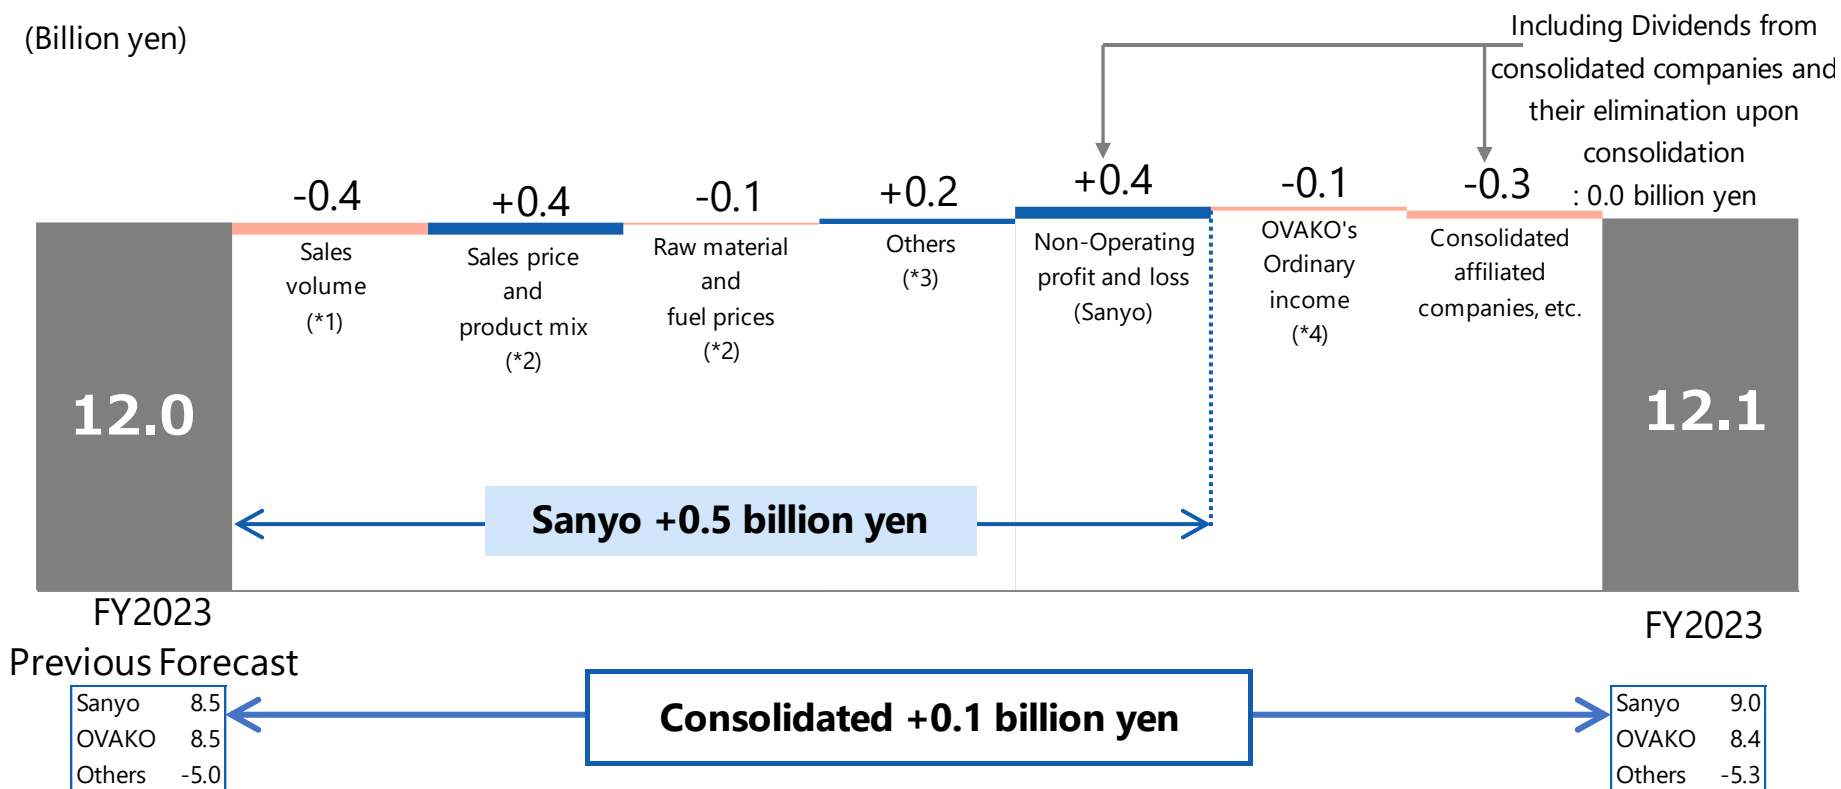 (Billion yen)
Including Dividends from
consolidated companies and
their elimination upon
consolidation
: 0.0 billion yen
-0.4
+0.4
-0.1
+0.2
+0.4
-0.1
-0.3
Sales
volume
(*1)
Sales price
and
product mix
(*2)
Raw material
and
fuel prices
(*2)
Others
(*3)
Non-Operating
profit and loss
(Sanyo)
OVAKO's
Ordinary
income
(*4)
Consolidated
affiliated
companies, etc.
12.0
12.1
Sanyo +0.5 billion yen
FY2023
Previous Forecast
FY2023
Consolidated +0.1 billion yen
Sanyo 8.5
OVAKO 8.5
Others -5.0
Sanyo 9.0
OVAKO 8.4
Others -5.3